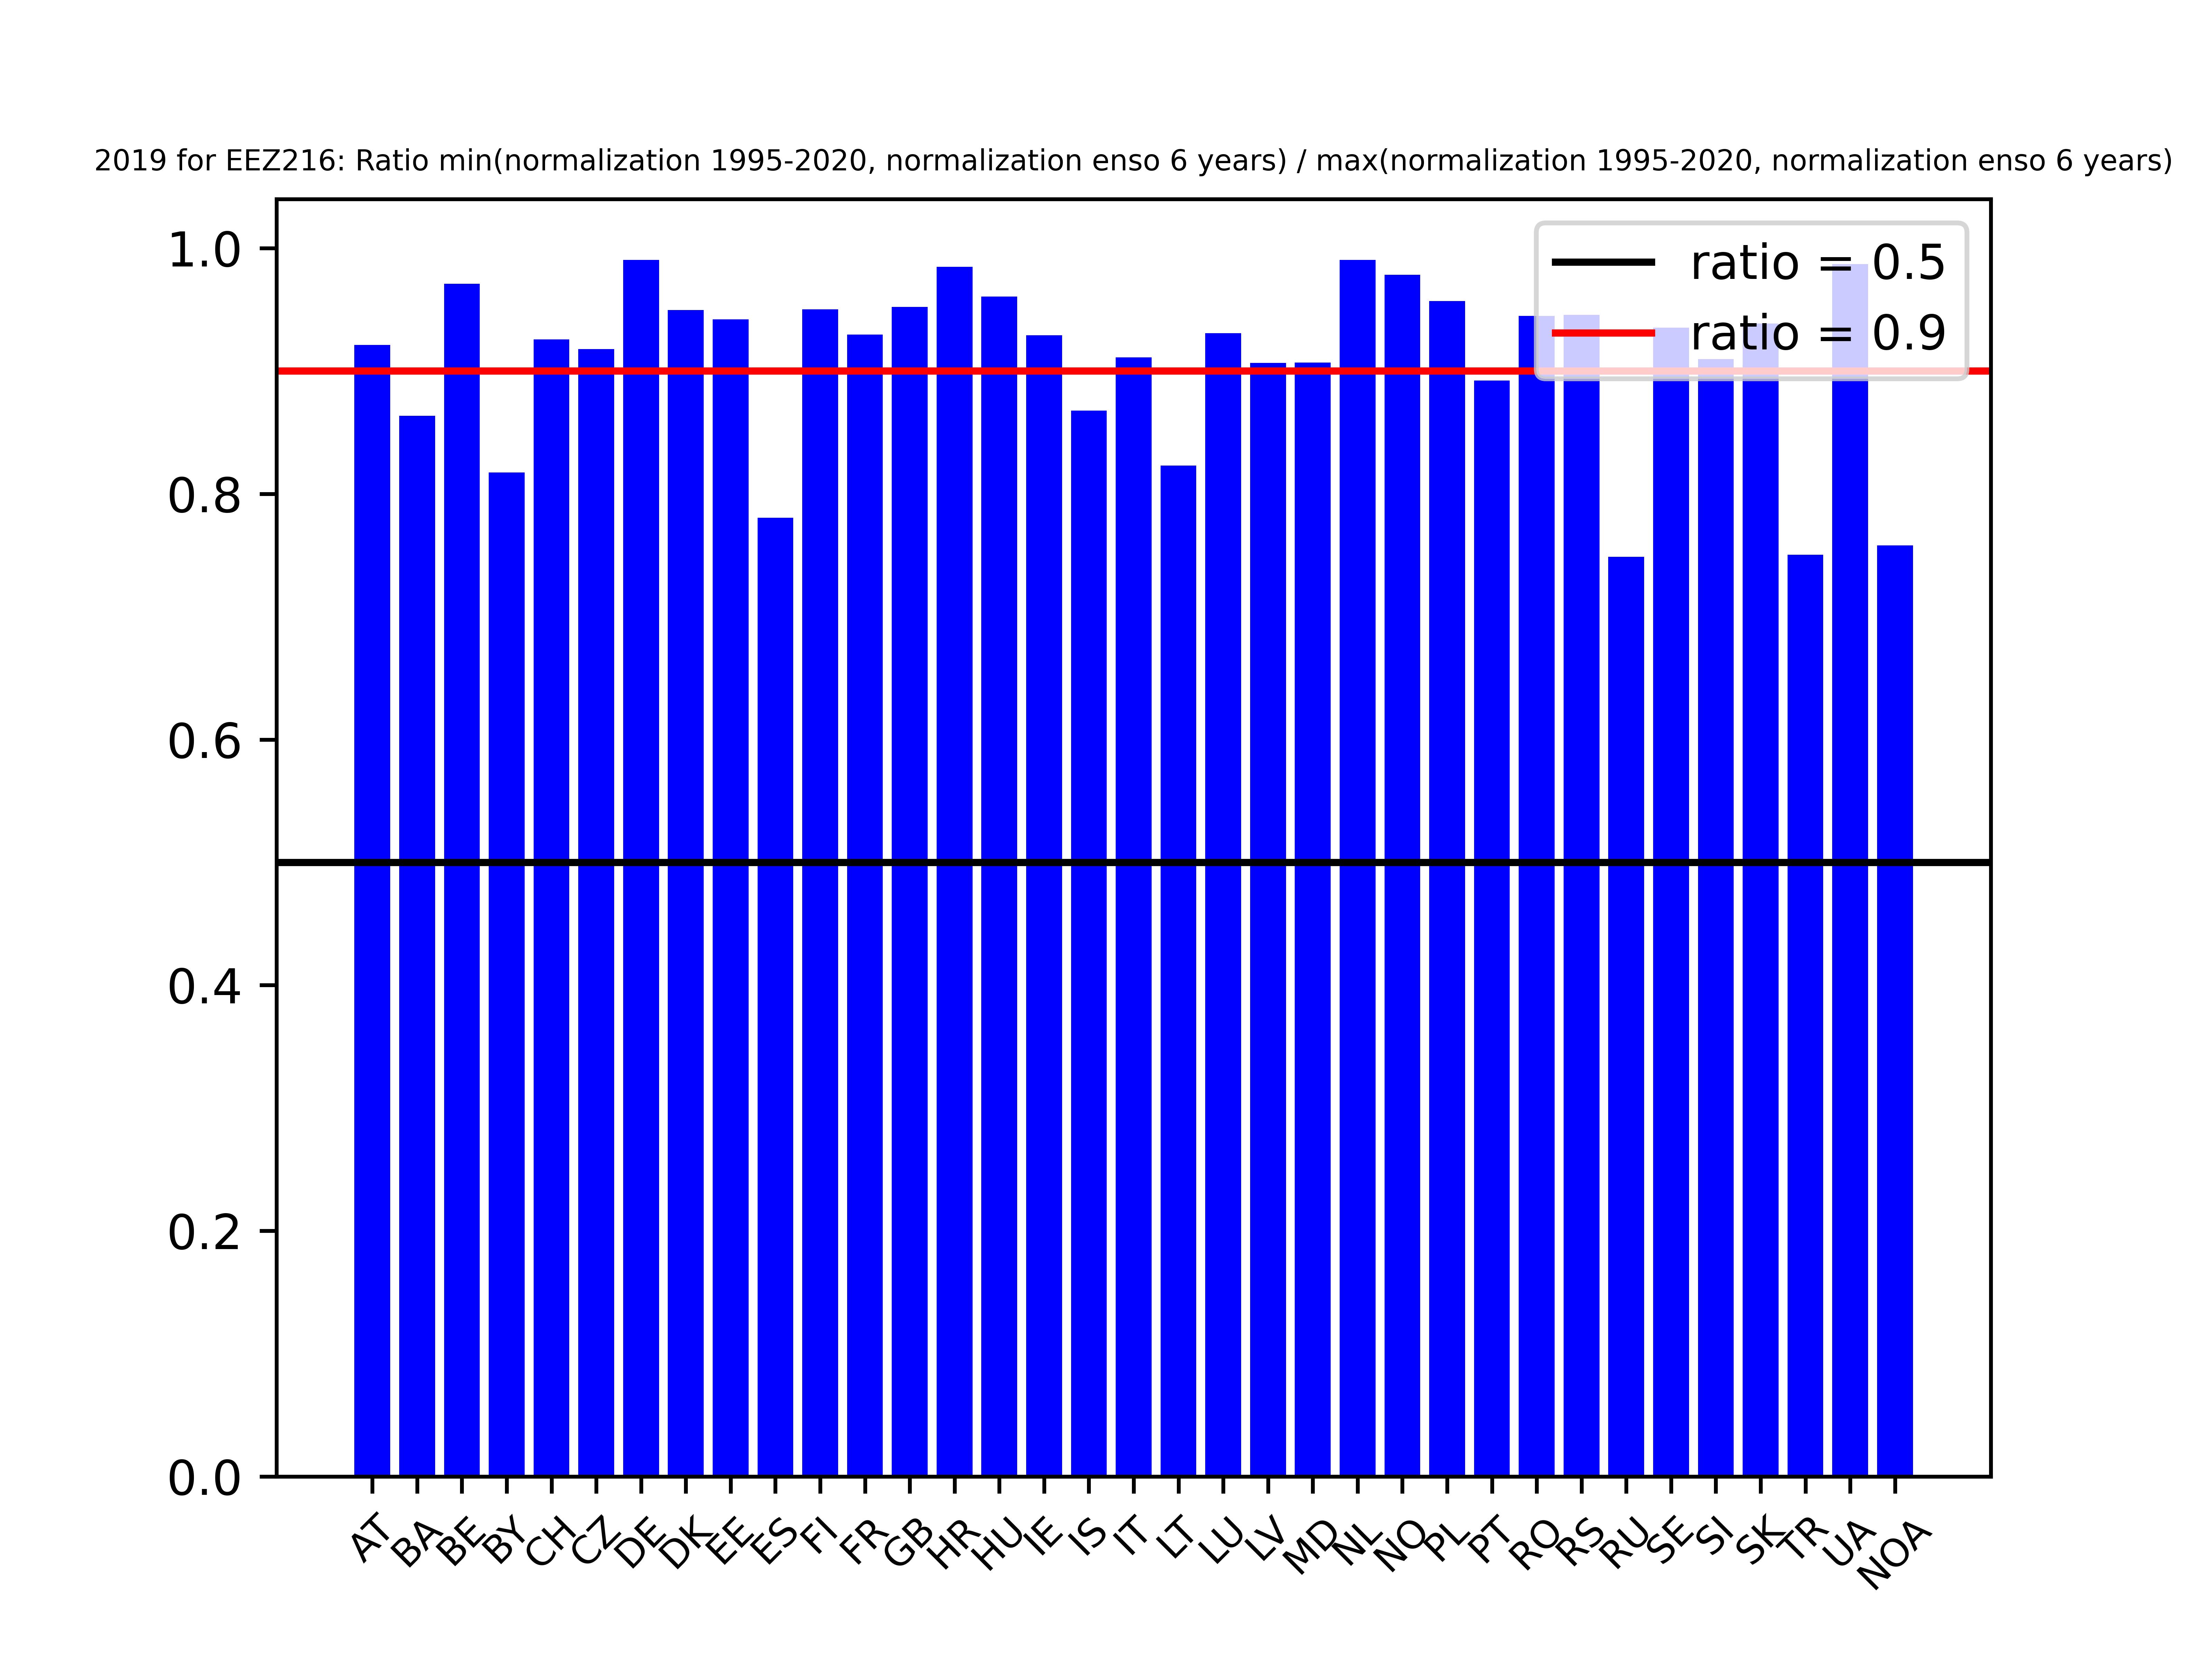 2019 for EEZ216: Ratio min(normalization 1995-2020, normalization enso 6 years) / max(normalization 1995-2020, normalization enso 6 years)
ratio = 0.5
ratio = 0.9
1.0
0.8
0.6
0.4
0.2
0.0
AT BA BE BY CH CZ DE DK EE ES FI FR GB HR HU IE IS IT LT LU LV MD NL NO PL PT RO RS RU SE SI SK TR UA NOA